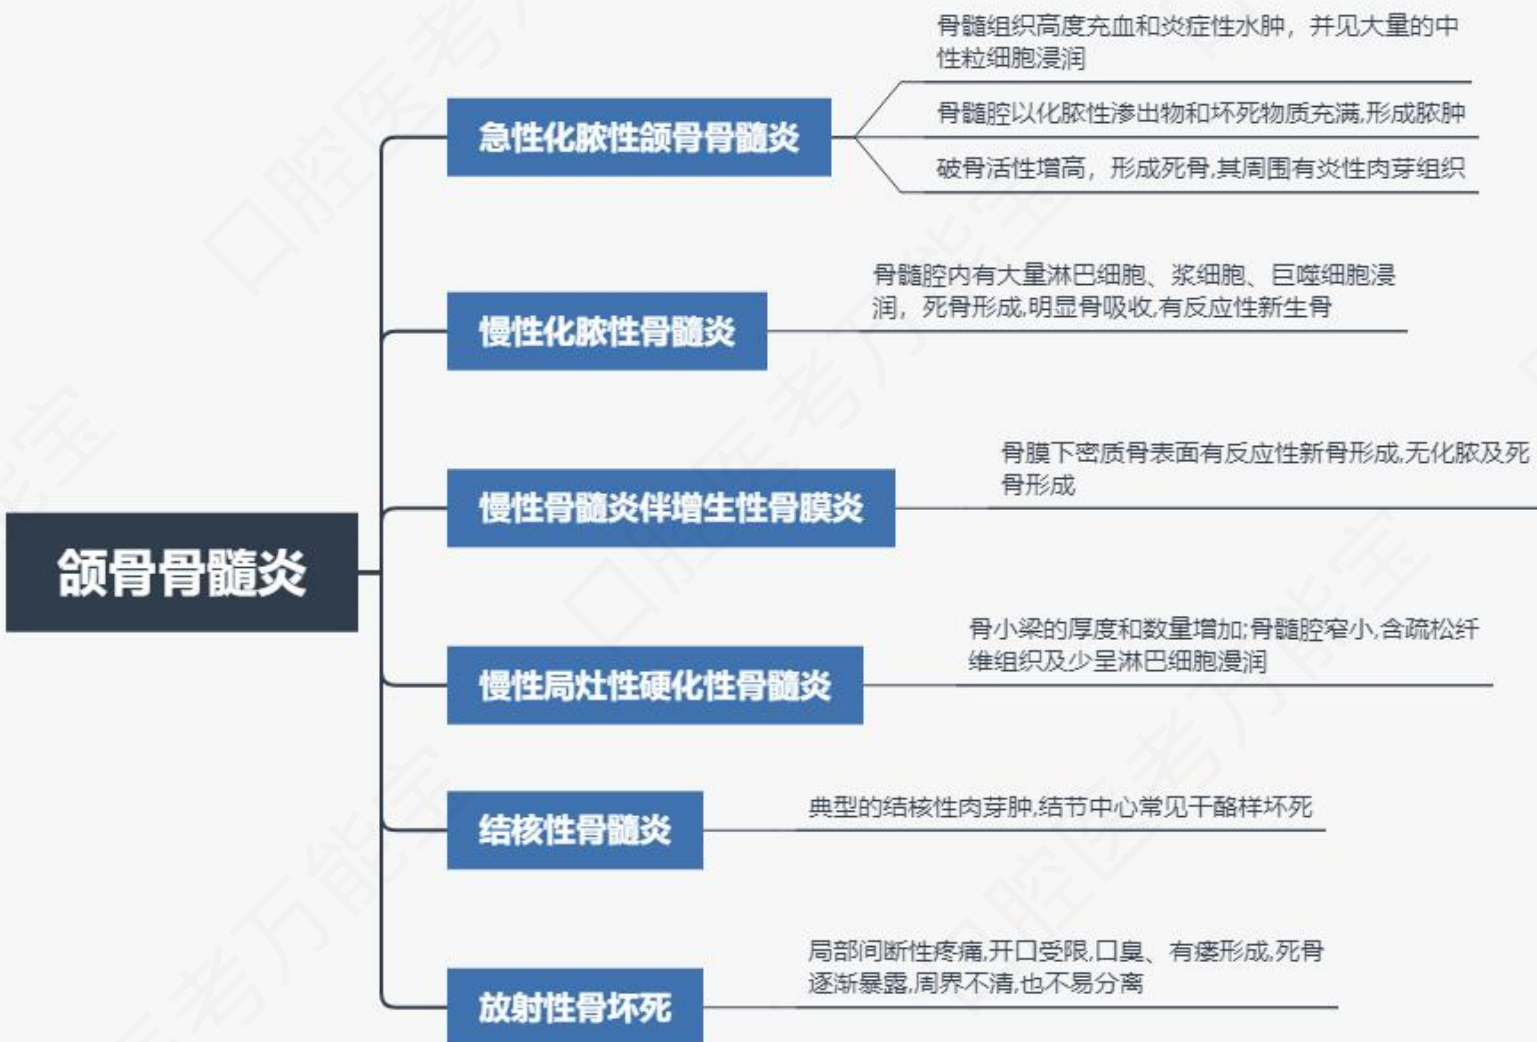 颌骨骨髓炎
急性化脓性颌骨骨髓炎
骨髓组织高度充血和炎症性水肿，并见大量的中
性粒细胞浸润
骨髓腔以化脓性渗出物和坏死物质充满,形成脓肿
破骨活性增高，形成死骨,其周围有炎性肉芽组织
慢性化脓性骨髓炎
骨髓腔内有大量淋巴细胞、浆细胞、巨噬细胞浸
润，死骨形成,明显骨吸收,有反应性新生骨
慢性骨髓炎伴增生性骨膜炎
骨膜下密质骨表面有反应性新骨形成,无化脓及死
骨形成
慢性局灶性硬化性骨髓炎
骨小梁的厚度和数量增加;骨髓腔窄小,含疏松纤
维组织及少呈淋巴细胞漫润
结核性骨髓炎
典型的结核性肉芽肿,结节中心常见干酪样坏死
放射性骨坏死
局部间断性疼痛,开口受限,口臭、有瘘形成,死骨
逐渐暴露,周界不清,也不易分离
口腔医考万能宝